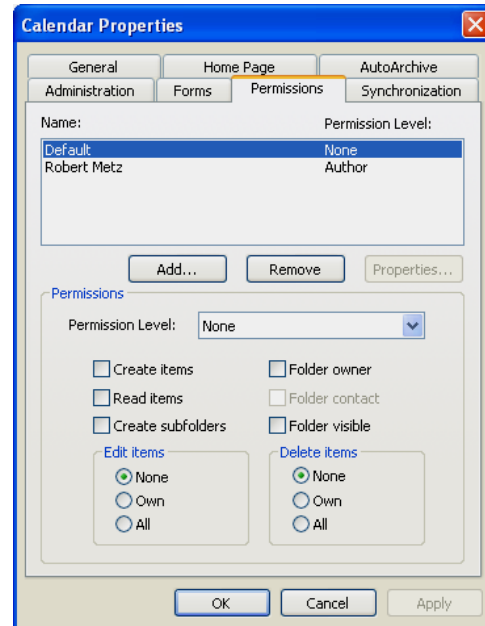 Calendar Properties
General Home Page AutoArchive
Administration Forms Permissions Synchronization
Name: Permission Level:
Default None
Robert Metz Author
Add... Remove Properties...
Permissions
Permission Level: None
Create items Folder owner
Read items Folder contact
Create subfolders Folder visible
Edit items Delete items
None None
Own Own
All All
OK Cancel Apply